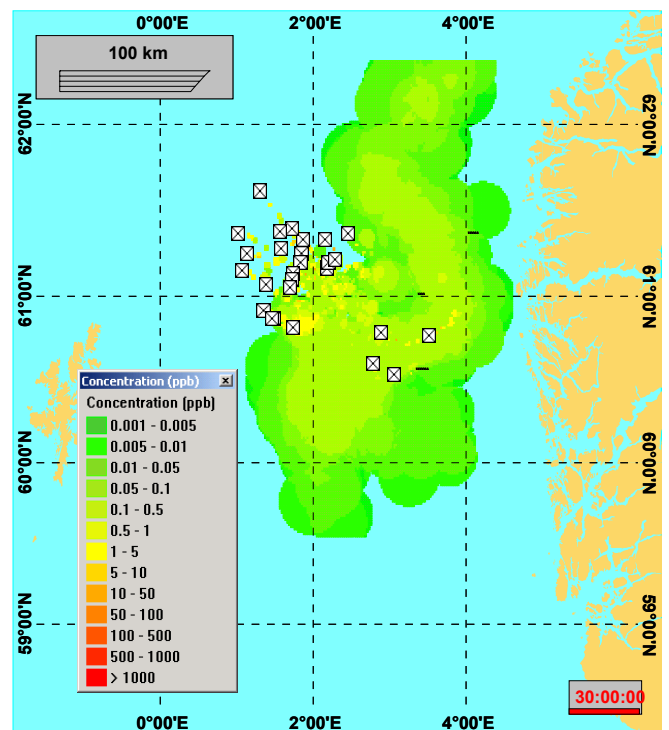 0°00'E 2°00'E 4°00'E
100 km
62°00'N 62°00'N
61°00'N 61°00'N
60°00'N 60°00'N
59°00'N 59°00'N
Concentration (ppb) x
Concentration (ppb)
0.001 - 0.005
0.005 - 0.01
0.01 - 0.05
0.05 - 0.1
0.1 - 0.5
0.5 - 1
1 - 5
5 - 10
10 - 50
50 - 100
100 - 500
500 - 1000
> 1000
30:00:00
0°00'E 2°00'E 4°00'E